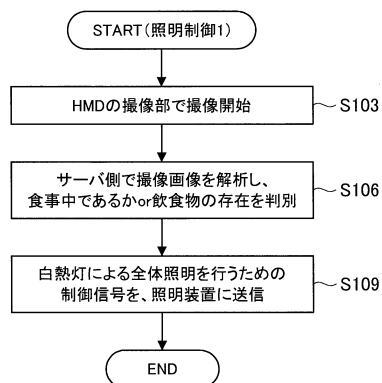 START(照明制御1)
HMDの撮像部で撮像開始
S103
サーバ側で撮像画像を解析し、
食事中であるかor飲食物の存在を判別
S106
白熱灯による全体照明を行うための
制御信号を、照明装置に送信
S109
END